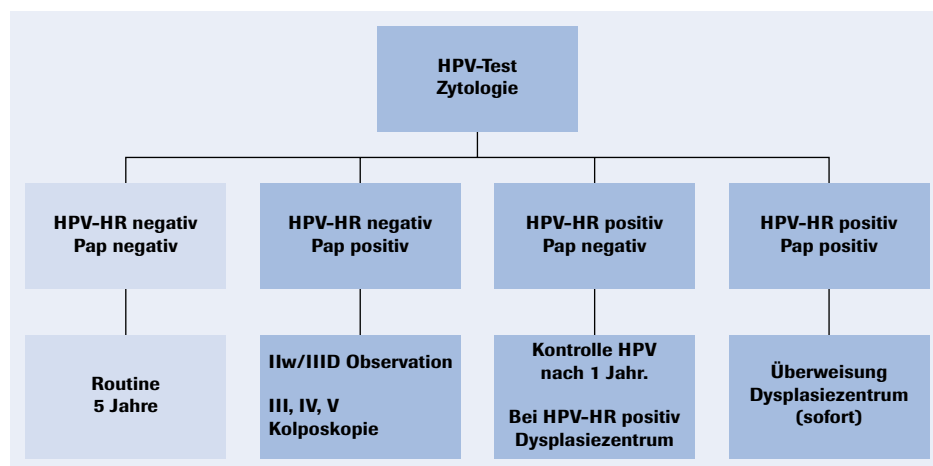 HPV-Test
Zytologie
HPV-HR negativ
Pap negativ
HPV-HR negativ
Pap positiv
HPV-HR positiv
Pap negativ
HPV-HR positiv
Pap positiv
Routine
5 Jahre
IIw/IIID Observation
III, IV, V
Kolposkopie
Kontrolle HPV
nach 1 Jahr.
Bei HPV-HR positiv
Dysplasiezentrum
Überweisung
Dysplasiezentrum
(sofort)